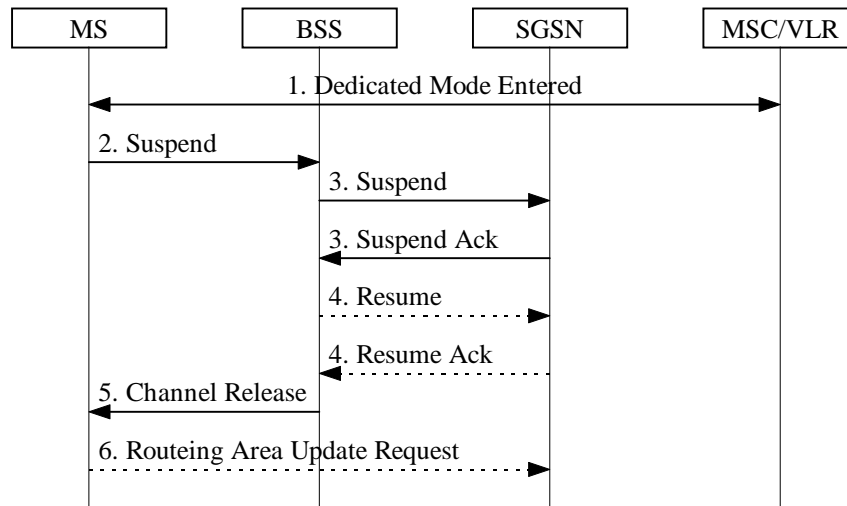 MS
BSS
SGSN
MSC/VLR
1. Dedicated Mode Entered
2. Suspend
3. Suspend
3. Suspend Ack
4. Resume
4. Resume Ack
5. Channel Release
6. Routeing Area Update Request